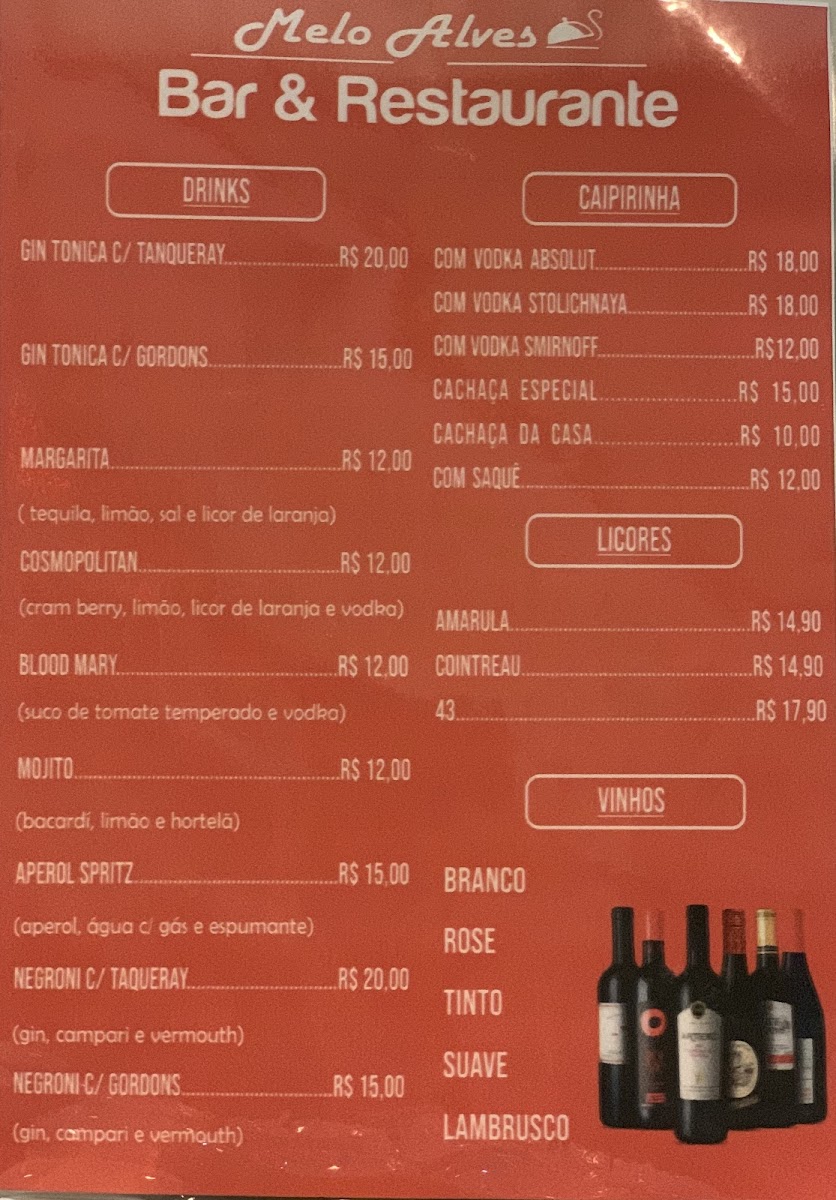 Melo Alves
Bar & Restaurante
DRINKS
GIN TONICA C/ TANQUERAY....................R$ 20,00
GIN TONICA C/ GORDONS.......................R$ 15,00
MARGARITA........................................R$ 12,00
( tequila, limão, sal e licor de laranja)
COSMOPOLITAN...................................R$ 12,00
(cram berry, limão, licor de laranja e vodka)
BLOOD MARY......................................R$ 12,00
(suco de tomate temperado e vodka)
MOJITO.............................................R$ 12,00
(bacardí, limão e hortelã)
APEROL SPRITZ...................................R$ 15,00
(aperol, água c/ gás e espumante)
NEGRONI C/ TAQUERAY..........................R$ 20,00
(gin, campari e vermouth)
NEGRONI C/ GORDONS..........................R$ 15,00
(gin, campari e vermouth)
CAIPIRINHA
COM VODKA ABSOLUT..........................R$ 18,00
COM VODKA STOLICHNAYA....................R$ 18,00
COM VODKA SMIRNOFF..........................R$12,00
CACHAÇA ESPECIAL.......................R$ 15,00
CACHAÇA DA CASA........................R$ 10,00
COM SAQUÊ.....................................R$ 12,00
LICORES
AMARULA........................................R$ 14,90
COINTREAU......................................R$ 14,90
43..................................................R$ 17,90
VINHOS
BRANCO
ROSE
TINTO
SUAVE
LAMBRUSCO